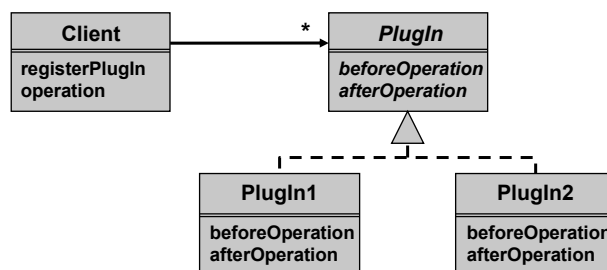 Client
registerPlugIn
operation
*
PlugIn
beforeOperation
afterOperation
PlugIn1
beforeOperation
afterOperation
PlugIn2
beforeOperation
afterOperation